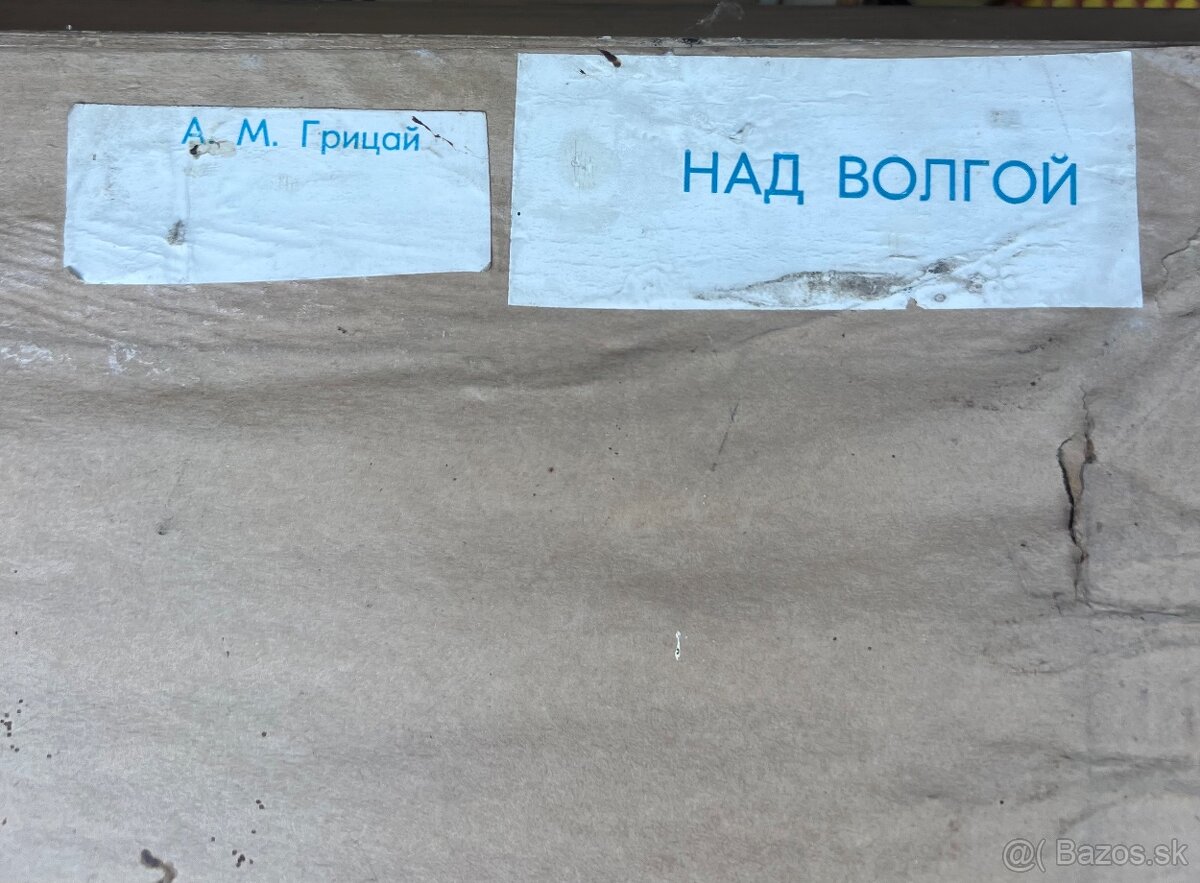 А. М. Грицай
НАД ВОЛГОЙ
@( Bazos.sk